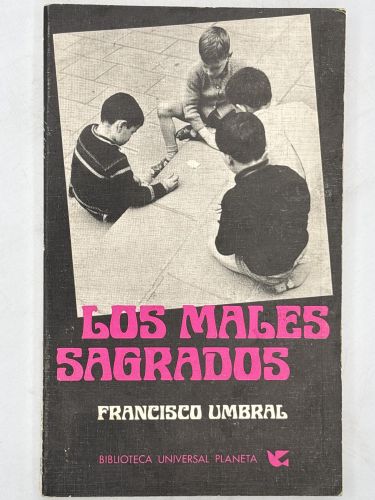 LOS MALES
SAGRADOS
FRANCISCO UMBRAL
BIBLIOTECA UNIVERSAL PLANETA